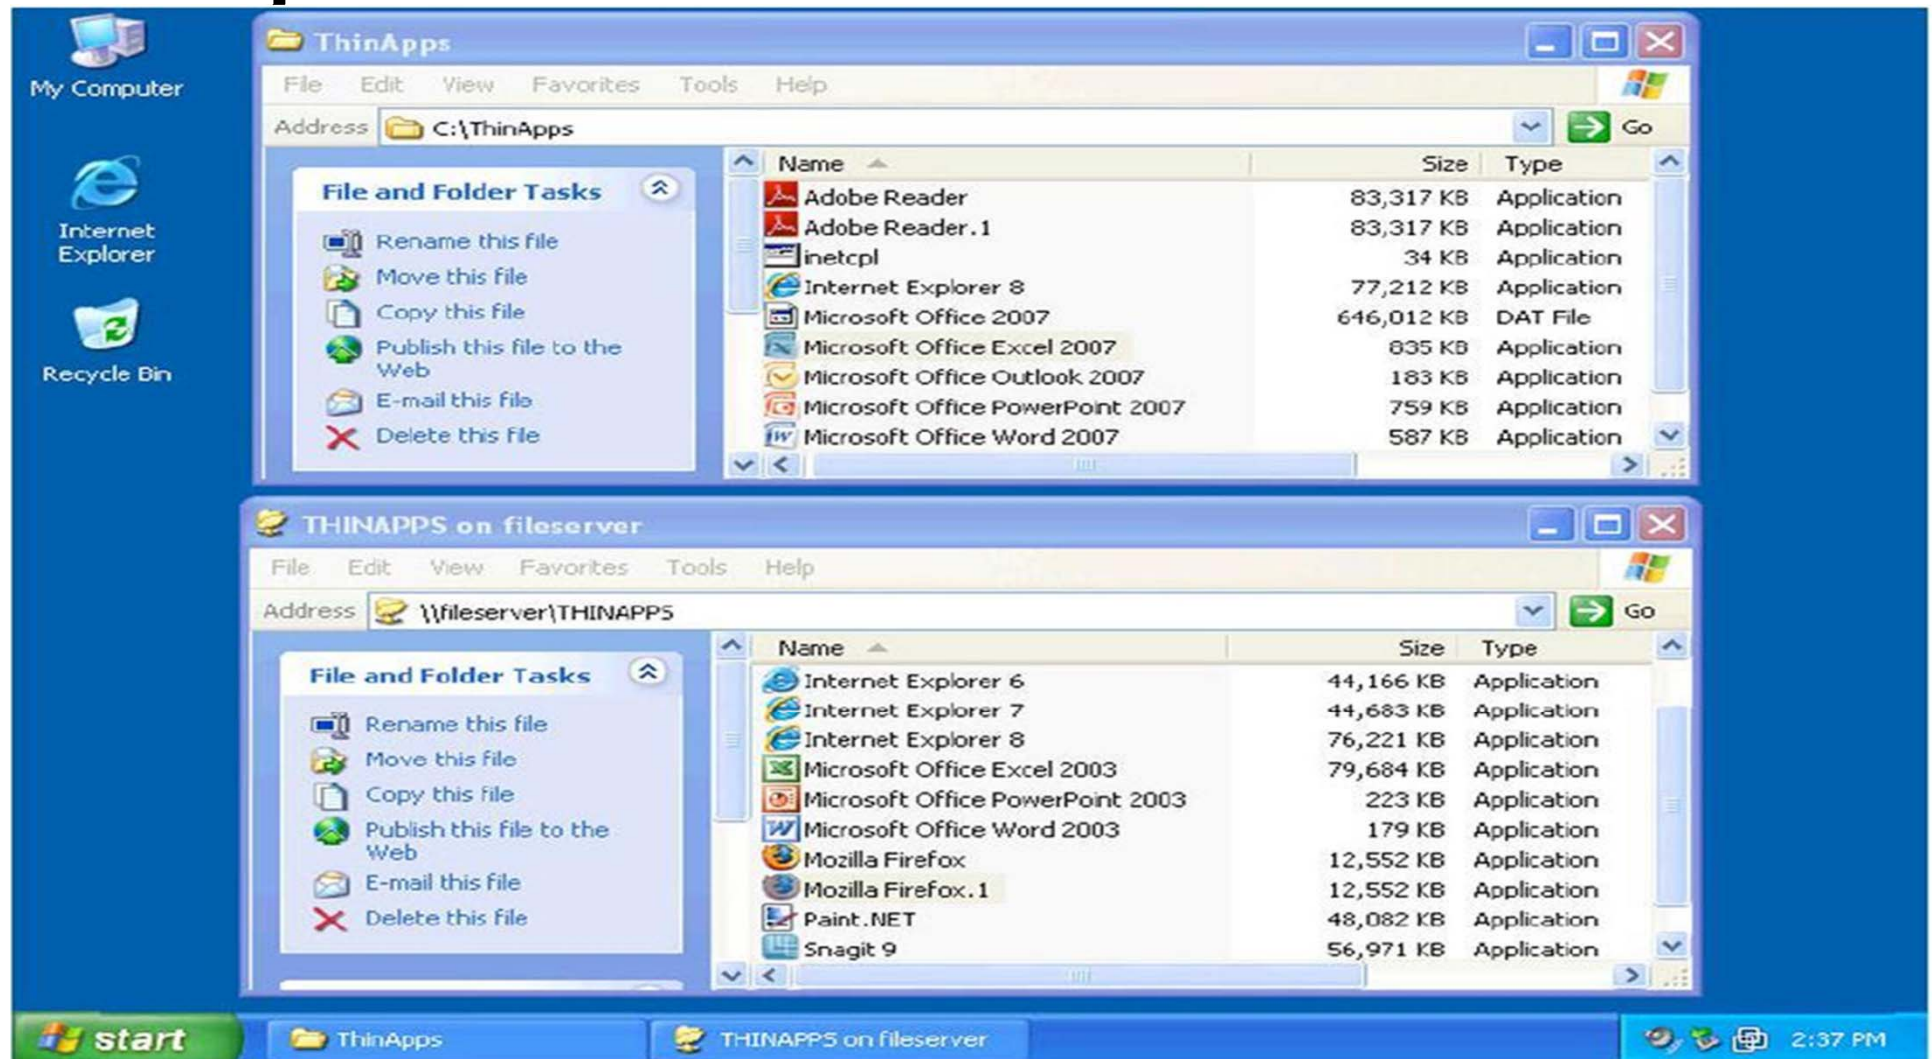 My Computer
Internet
Explorer
Recycle Bin
ThinApps
File Edit View Favorites Tools Help
Address C:\ThinApps Go
File and Folder Tasks
Rename this file
Move this file
Copy this file
Publish this file to the
Web
E-mail this file
Delete this file
Name Size Type
Adobe Reader 83,317 KB Application
Adobe Reader.1 83,317 KB Application
inetcpl 34 KB Application
Internet Explorer 8 77,212 KB Application
Microsoft Office 2007 646,012 KB DAT File
Microsoft Office Excel 2007 835 KB Application
Microsoft Office Outlook 2007 183 KB Application
Microsoft Office PowerPoint 2007 759 KB Application
Microsoft Office Word 2007 587 KB Application
THINAPPS on fileserver
File Edit View Favorites Tools Help
Address \\fileserver\THINAPPS Go
File and Folder Tasks
Rename this file
Move this file
Copy this file
Publish this file to the
Web
E-mail this file
Delete this file
Name Size Type
Internet Explorer 6 44,166 KB Application
Internet Explorer 7 44,683 KB Application
Internet Explorer 8 76,221 KB Application
Microsoft Office Excel 2003 79,684 KB Application
Microsoft Office PowerPoint 2003 223 KB Application
Microsoft Office Word 2003 179 KB Application
Mozilla Firefox 12,552 KB Application
Mozilla Firefox.1 12,552 KB Application
Paint.NET 48,082 KB Application
Snagit 9 56,971 KB Application
start ThinApps THINAPPS on fileserver 2:37 PM